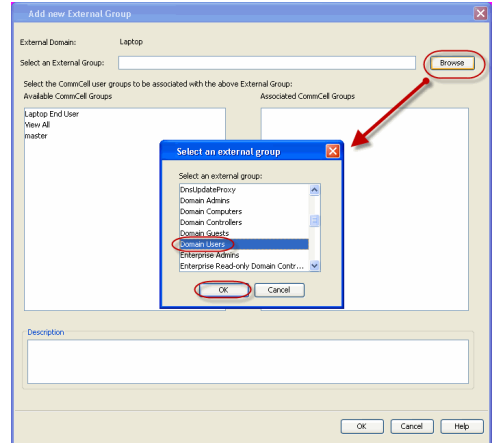 Add new External Group
External Domain: Laptop
Select an External Group: Browse
Select the CommCell user groups to be associated with the above External Group:
Available CommCell Groups Associated CommCell Groups
Laptop End User
View All
master
Select an external group
Select an external group:
DnsUpdateProxy
Domain Admins
Domain Computers
Domain Controllers
Domain Guests
Domain Users
Enterprise Admins
Enterprise Read-only Domain Contr...
OK Cancel
Description
OK Cancel Help